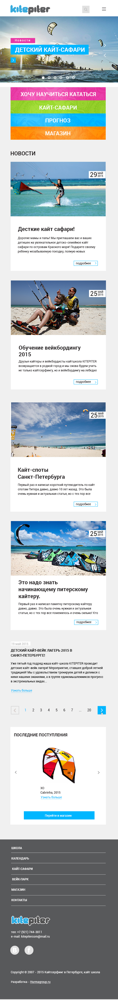 kitepiter
Новости
ДЕТСКИЙ КАЙТ-САФАРИ
ХОЧУ НАУЧИТЬСЯ КАТАТЬСЯ
КАЙТ-САФАРИ
ПРОГНОЗ
МАГАЗИН
НОВОСТИ
29 МАЙ 2015
Десткие кайт сафари!
Дорогие мамы и папы! Мы приглашаем вас и ваших
детишек на увлекательное детско-семейное кайт
сафари по островам Красного моря! Подарите своему
ребенку незабываемую поездку, полную новых
подробнее
25 МАЙ 2015
Обучение вейкбордингу
2015
Друзья кайтеры и вейкбордисты кайтшкола KITEPITER
возвращается в родной город и мы снова будем учить
не только кайтсерфингу, но и вейкбордингу на лебедке
подробнее
25 МАЙ 2015
Кайт-споты
Санкт-Петербурга
Первый раз я написал короткий путеводитель по кайт
спотам Питера давно, давно 10 лет назад. Это была
очень нужная и актуальная статья, но с тех пор все
подробнее
25 МАЙ 2015
Это надо знать
начинающему питерскому
кайтеру.
Первый раз я написал памятку питерскому кайтеру
давно, давно. Это была очень нужная и актуальная
статья, но с тех пор все поменялось и очень сильно! Кто
подробнее
19 май 2015
ДЕТСКИЙ КАЙТ-ВЕЙК ЛАГЕРЬ 2015 В
САНКТ-ПЕТЕРБУРГЕ!
Уже пятый год подряд наша кайт-школа KITEPITER проводит
детские кайт-вейк лагеря! Мероприятие, ставшее доброй летней
традицией! Мы с удовольствием тренируем детей и делимся с
ними нашими знаниями, а в группе единомышленников прогресс
в экстремальных видах...
Узнать больше
1 2 3 4 5 6 7 ... 20
ПОСЛЕДНИЕ ПОСТУПЛЕНИЯ
XO
Cabrinha, 2015
Узнать больше
Перейти в магазин
ШКОЛА
КАЛЕНДАРЬ
КАЙТ-САФАРИ
ВЕЙК-ПАРК
МАГАЗИН
КОНТАКТЫ
kitepiter
тел: +7 (921) 744-3011
e-mail: kitepitercom@mail.ru
В f
Copyright © 2007 - 2015 Кайтсерфинг в Петербурге, кайт школа
Разработка - Hurmagroup.ru